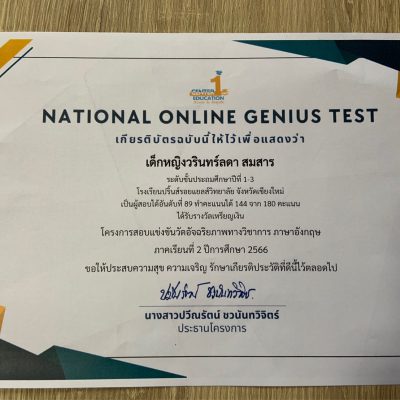 CENTER 1
EDUCATION
NATIONAL ONLINE GENIUS TEST
เกียรติบัตรฉบับนี้ให้ไว้เพื่อแสดงว่า
เด็กหญิงวรินทร์ลดา สมสาร
ระดับชั้นประถมศึกษาปีที่ 1-3
โรงเรียนปริ้นส์รอยแยลส์วิทยาลัย จังหวัดเชียงใหม่
เป็นผู้สอบได้อันดับที่ 89 ทำคะแนนได้ 144 จาก 180 คะแนน
ได้รับรางวัลเหรียญเงิน
โครงการสอบแข่งขันวัดอัจฉริยภาพทางวิชาการ ภาษาอังกฤษ
ภาคเรียนที่ 2 ปีการศึกษา 2566
ขอให้ประสบความสุข ความเจริญ รักษาเกียรติประวัติที่ดีนี้ไว้ตลอดไป
นางสาวปวีณรัตน์ ชวนันทวิจิตร์
ประธานโครงการ